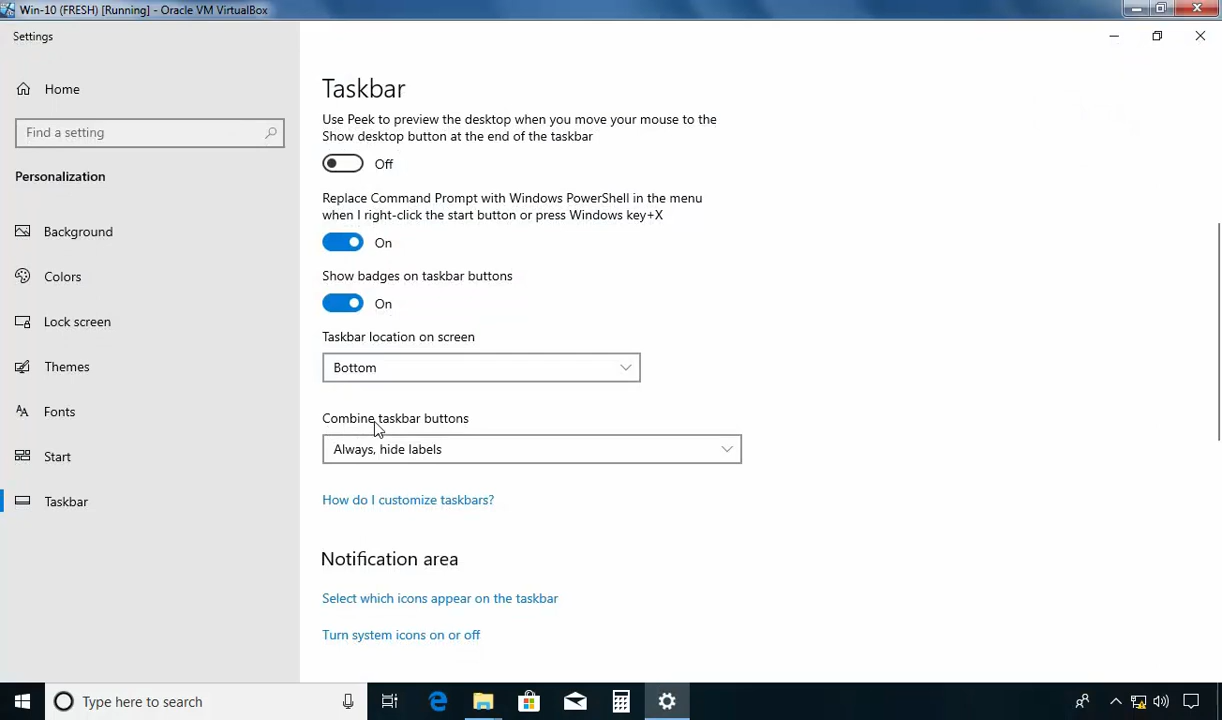 Win-10 (FRESH) [Running] - Oracle VM VirtualBox
Settings
Home
Find a setting
Personalization
Background
Colors
Lock screen
Themes
Fonts
Start
Taskbar
Taskbar
Use Peek to preview the desktop when you move your mouse to the
Show desktop button at the end of the taskbar
Off
Replace Command Prompt with Windows PowerShell in the menu
when I right-click the start button or press Windows key+X
On
Show badges on taskbar buttons
On
Taskbar location on screen
Bottom
Combine taskbar buttons
Always, hide labels
How do I customize taskbars?
Notification area
Select which icons appear on the taskbar
Turn system icons on or off
Type here to search